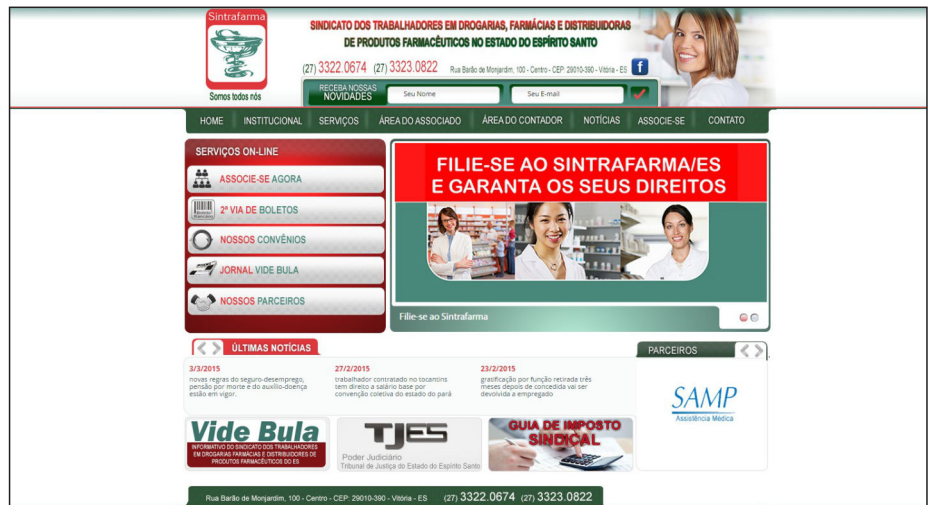 Sintrafarma
Somos todos nós
SINDICATO DOS TRABALHADORES EM DROGARIAS, FARMÁCIAS E DISTRIBUIDORAS
DE PRODUTOS FARMACÊUTICOS NO ESTADO DO ESPÍRITO SANTO
(27) 3322.0674 (27) 3323.0822 Rua Barão de Monjardim, 100 - Centro - CEP: 29010-390 - Vitória - ES f
RECEBA NOSSAS
NOVIDADES
Seu Nome Seu E-mail
HOME INSTITUCIONAL SERVIÇOS ÁREA DO ASSOCIADO ÁREA DO CONTADOR NOTÍCIAS ASSOCIE-SE CONTATO
SERVIÇOS ON-LINE
ASSOCIE-SE AGORA
2ª VIA DE BOLETOS
NOSSOS CONVÊNIOS
JORNAL VIDE BULA
NOSSOS PARCEIROS
FILIE-SE AO SINTRAFARMA/ES
E GARANTA OS SEUS DIREITOS
Filie-se ao Sintrafarma
ÚLTIMAS NOTÍCIAS
3/3/2015
novas regras do seguro-desemprego,
pensão por morte e do auxílio-doença
estão em vigor.
27/2/2015
trabalhador contratado no tocantins
tem direito a salário base por
convenção coletiva do estado do pará
23/2/2015
gratificação por função retirada três
meses depois de concedida vai ser
devolvida a empregado
PARCEIROS
SAMP
Assistência Médica
Vide Bula
INFORMATIVO DO SINDICATO DOS TRABALHADORES
EM DROGARIAS FARMÁCIAS E DISTRIBUIDORES DE
PRODUTOS FARMACÊUTICOS DO ES
TJES
Poder Judiciário
Tribunal de Justiça do Estado do Espírito Santo
GUIA DE IMPOSTO
SINDICAL
Rua Barão de Monjardim, 100 - Centro - CEP: 29010-390 - Vitória - ES (27) 3322.0674 (27) 3323.0822